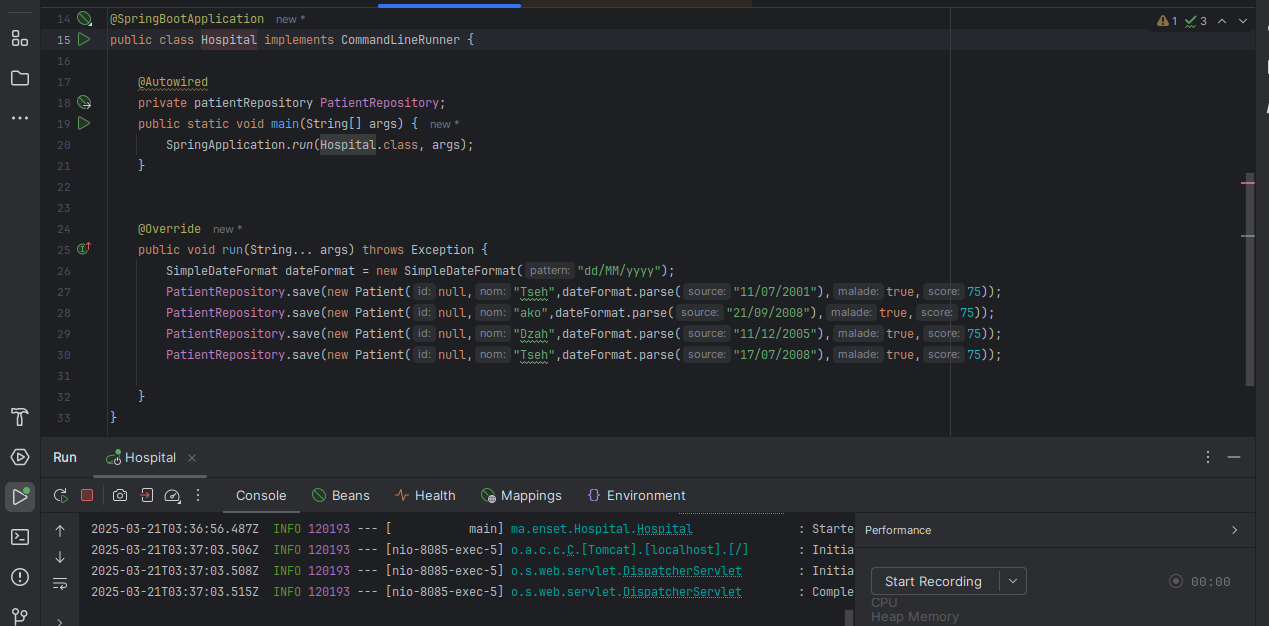 14 @SpringBootApplication new *
1 3
15 public class Hospital implements CommandLineRunner {
16
17 @Autowired
18 private patientRepository PatientRepository;
19 public static void main(String[] args) { new *
20 SpringApplication.run(Hospital.class, args);
21 }
22
23
24 @Override new *
25 public void run(String... args) throws Exception {
26 SimpleDateFormat dateFormat = new SimpleDateFormat( pattern: "dd/MM/yyyy");
27 PatientRepository.save(new Patient( id: null, nom: "Tseh",dateFormat.parse( source: "11/07/2001"), malade: true, score: 75));
28 PatientRepository.save(new Patient( id: null, nom: "ako",dateFormat.parse( source: "21/09/2008"), malade: true, score: 75));
29 PatientRepository.save(new Patient( id: null, nom: "Dzah",dateFormat.parse( source: "11/12/2005"), malade: true, score: 75));
30 PatientRepository.save(new Patient( id: null, nom: "Tseh",dateFormat.parse( source: "17/07/2008"), malade: true, score: 75));
31
32 }
33 }
Run Hospital
Console Beans Health Mappings Environment
2025-03-21T03:36:56.487Z INFO 120193 --- [ main] ma.enset.Hospital.Hospital : Starte
2025-03-21T03:37:03.506Z INFO 120193 --- [nio-8085-exec-5] o.a.c.c.C.[Tomcat].[localhost].[/] : Initia
2025-03-21T03:37:03.508Z INFO 120193 --- [nio-8085-exec-5] o.s.web.servlet.DispatcherServlet : Initia
2025-03-21T03:37:03.515Z INFO 120193 --- [nio-8085-exec-5] o.s.web.servlet.DispatcherServlet : Comple
Performance
Start Recording 00:00
CPU
Heap Memory